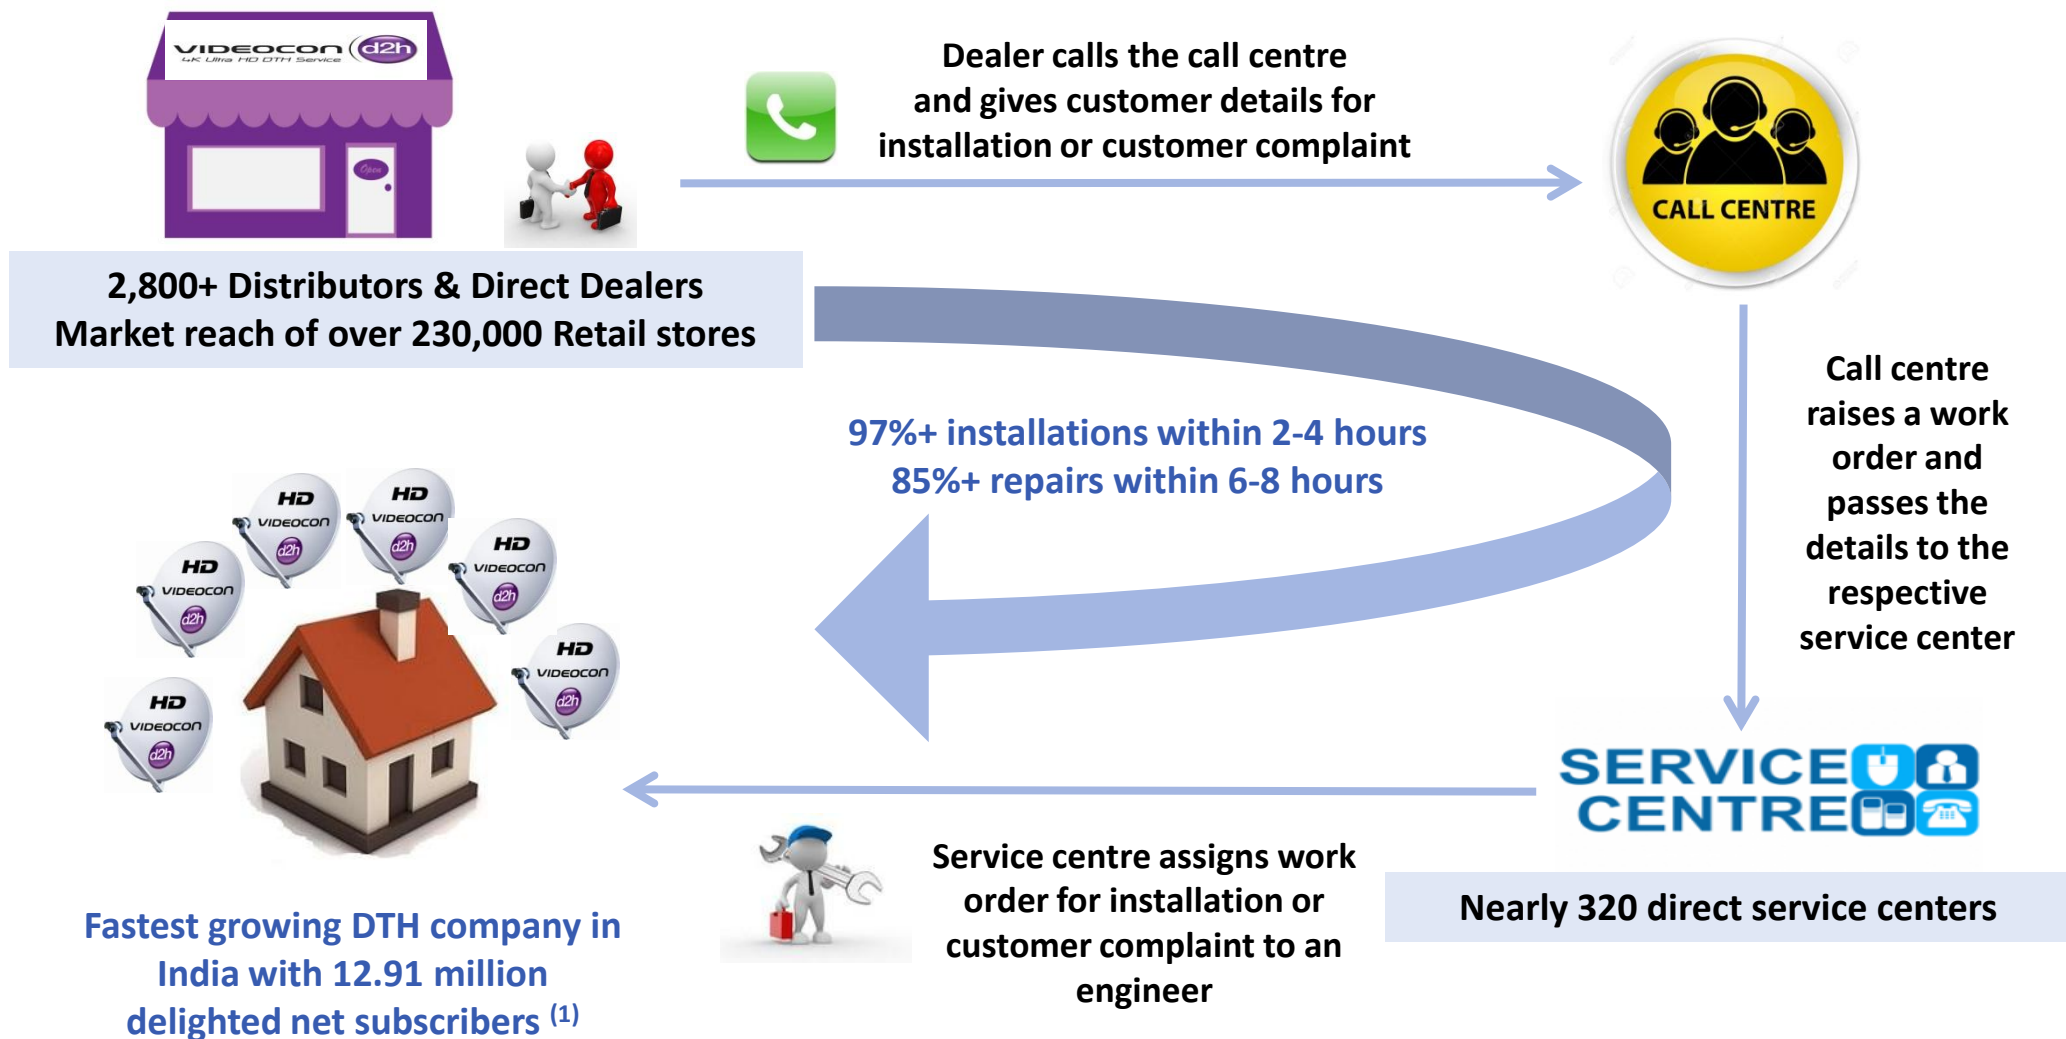 VIDEOCON d2h
4K Ultra HD DTH Service
Open
Dealer calls the call centre
and gives customer details for
installation or customer complaint
CALL CENTRE
2,800+ Distributors & Direct Dealers
Market reach of over 230,000 Retail stores
97%+ installations within 2-4 hours
85%+ repairs within 6-8 hours
Call centre
raises a work
order and
passes the
details to the
respective
service center
HD
VIDEOCON
d2h
HD
VIDEOCON
d2h
HD
VIDEOCON
d2h
HD
VIDEOCON
d2h
HD
VIDEOCON
d2h
HD
VIDEOCON
d2h
SERVICE
CENTRE
Service centre assigns work
order for installation or
customer complaint to an
engineer
Nearly 320 direct service centers
Fastest growing DTH company in
India with 12.91 million
delighted net subscribers (1)